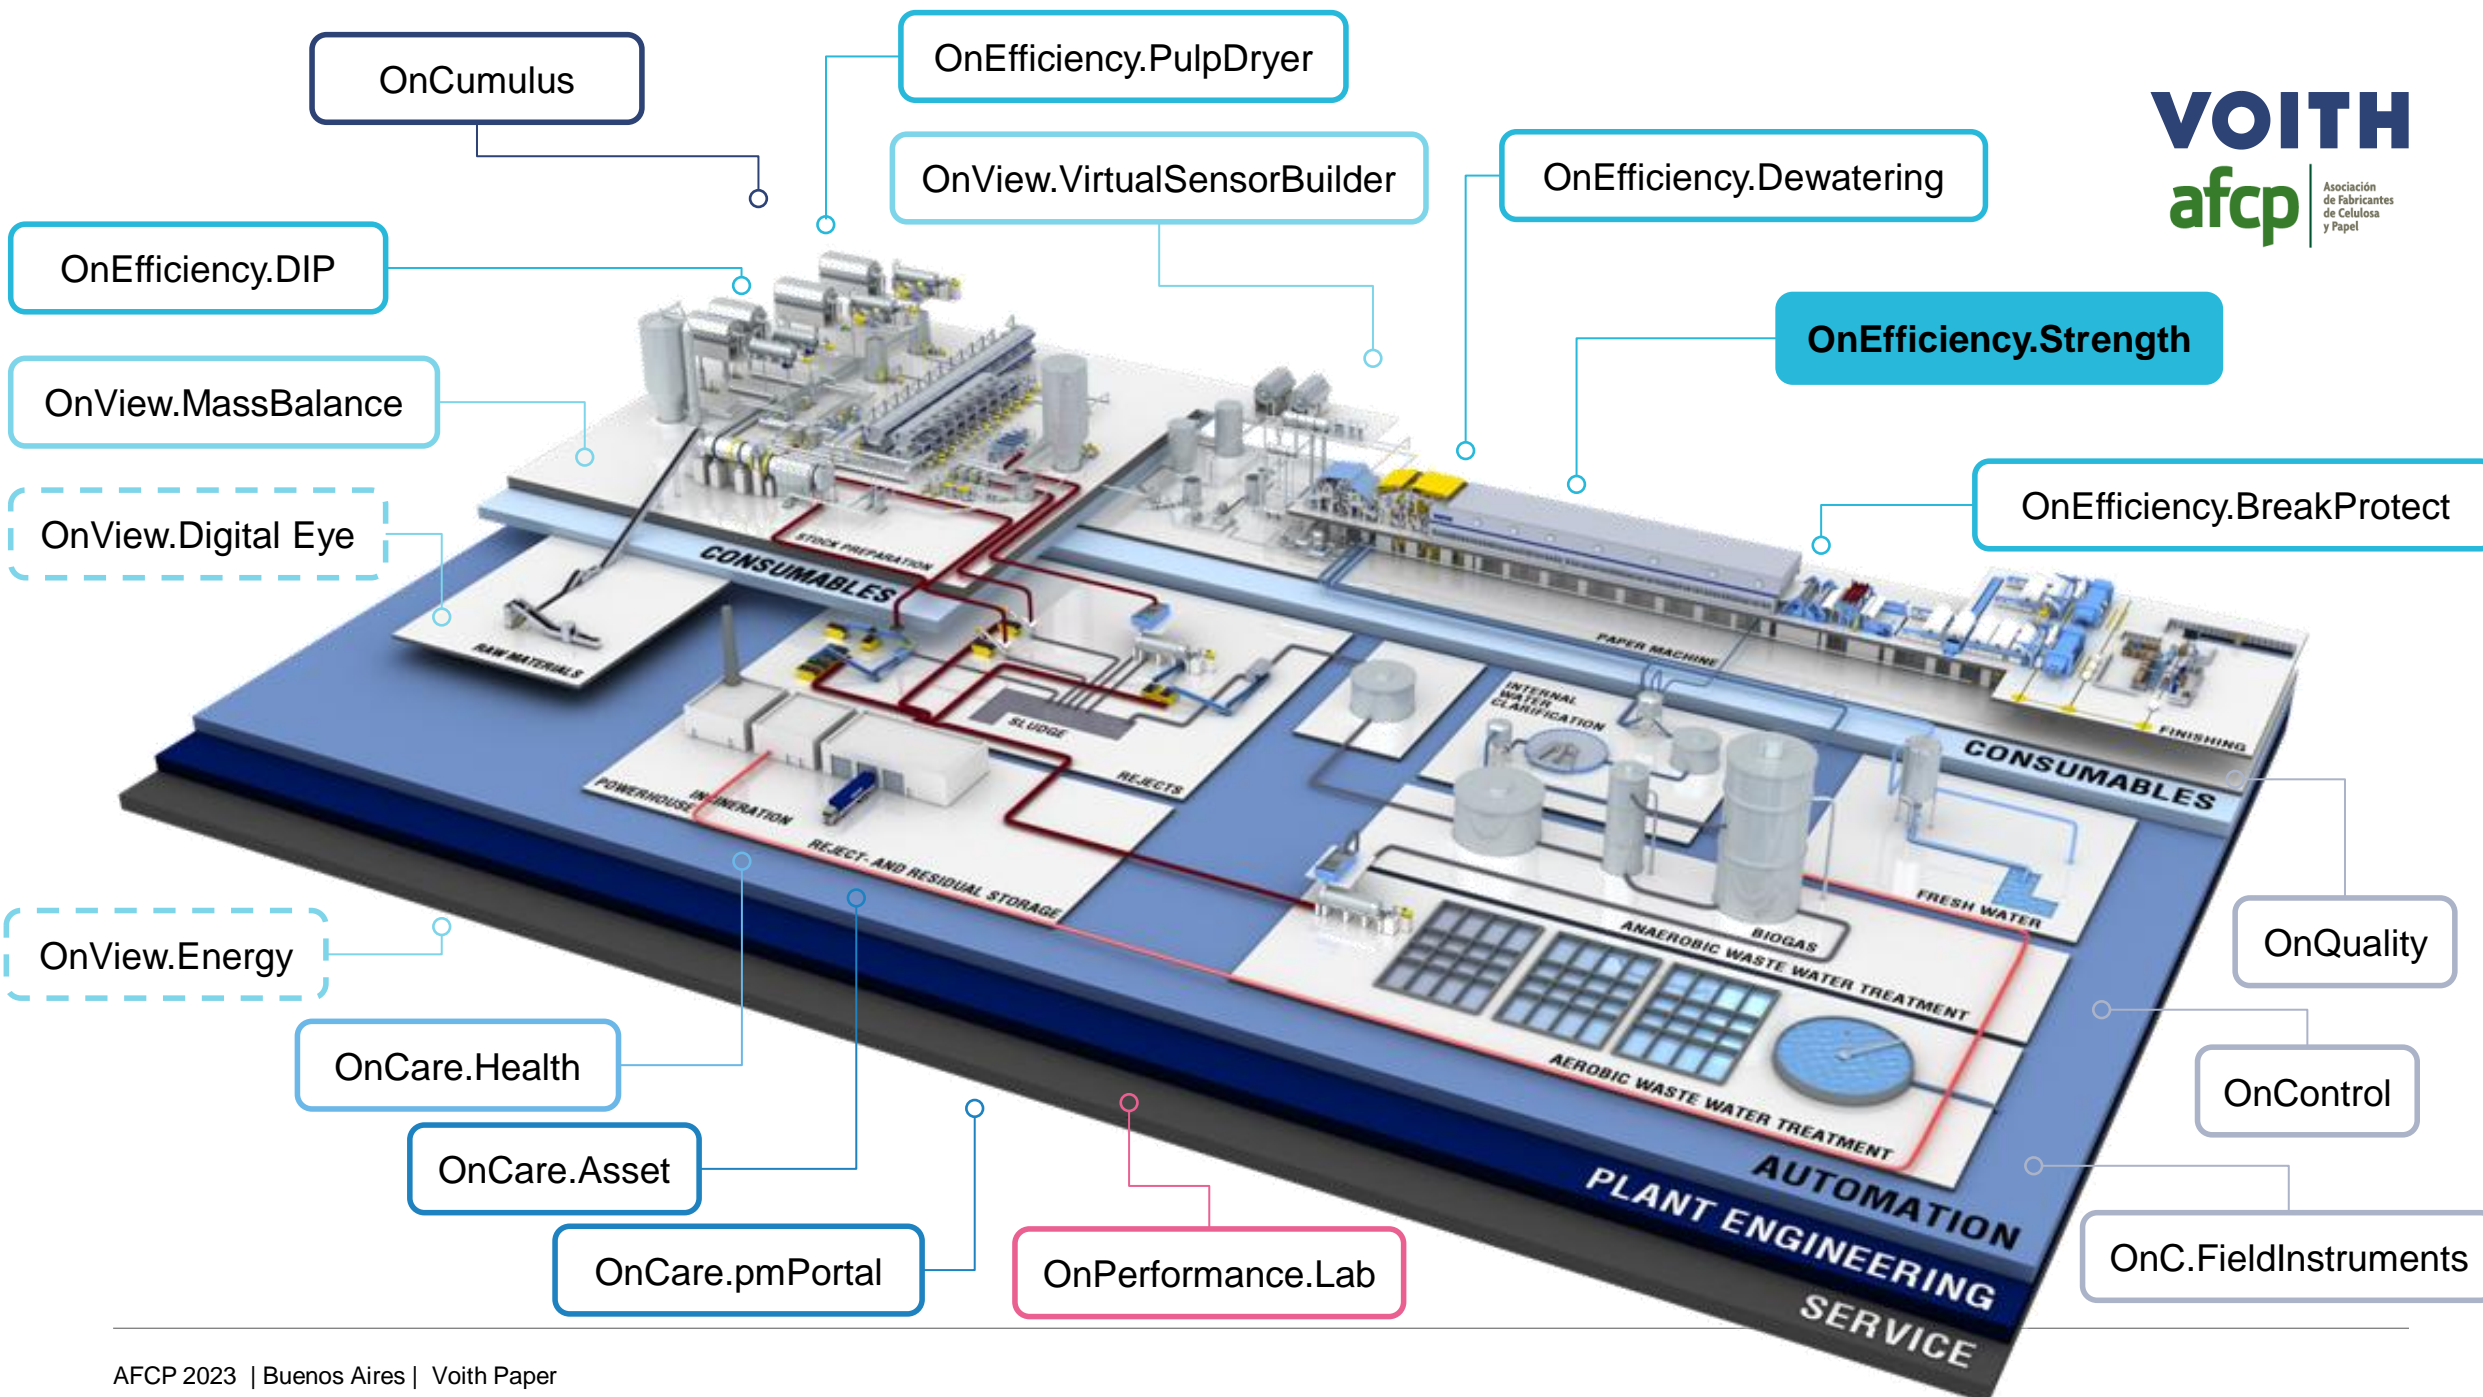 OnCumulus
OnEfficiency.PulpDryer
VOITH
OnView.VirtualSensorBuilder
OnEfficiency.Dewatering
afcp
Asociación
de Fabricantes
de Celulosa
y Papel
OnEfficiency.DIP
OnEfficiency.Strength
OnView.MassBalance
OnEfficiency.BreakProtect
OnView.Digital Eye
STOCK PREPARATION
CONSUMABLES
RAW MATERIALS
PAPER MACHINE
INTERNAL
WATER
CLARIFICATION
SLUDGE
FINISHING
CONSUMABLES
REJECTS
POWERHOUSE
INCINERATION
REJECT- AND RESIDUAL STORAGE
FRESH WATER
BIOGAS
ANAEROBIC WASTE WATER TREATMENT
OnQuality
OnView.Energy
OnCare.Health
AEROBIC WASTE WATER TREATMENT
OnControl
OnCare.Asset
AUTOMATION
PLANT ENGINEERING
SERVICE
OnCare.pmPortal
OnPerformance.Lab
OnC.FieldInstruments
AFCP 2023 | Buenos Aires | Voith Paper